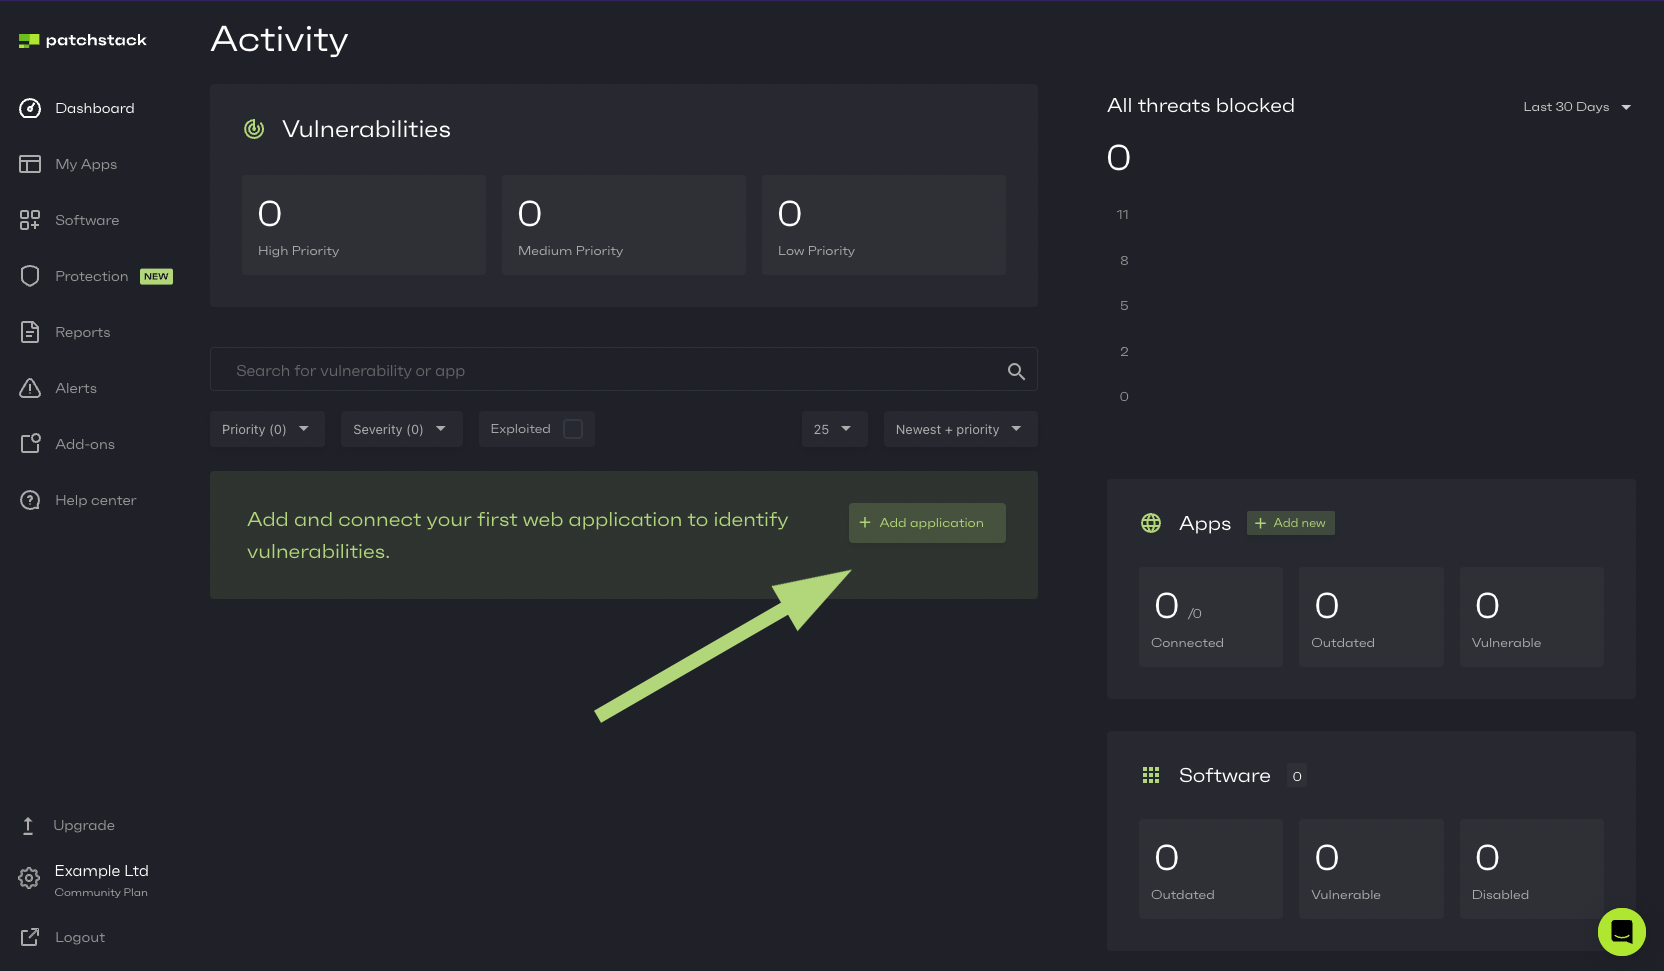 patchstack
Dashboard
My Apps
Software
Protection NEW
Reports
Alerts
Add-ons
Help center
Upgrade
Example Ltd
Community Plan
Logout
Activity
Vulnerabilities
0
High Priority
0
Medium Priority
0
Low Priority
Search for vulnerability or app
Priority (0)
Severity (0)
Exploited
25
Newest + priority
Add and connect your first web application to identify
vulnerabilities.
+ Add application
All threats blocked
Last 30 Days
0
11
8
5
2
0
Apps
+ Add new
0 /0
Connected
0
Outdated
0
Vulnerable
Software 0
0
Outdated
0
Vulnerable
0
Disabled